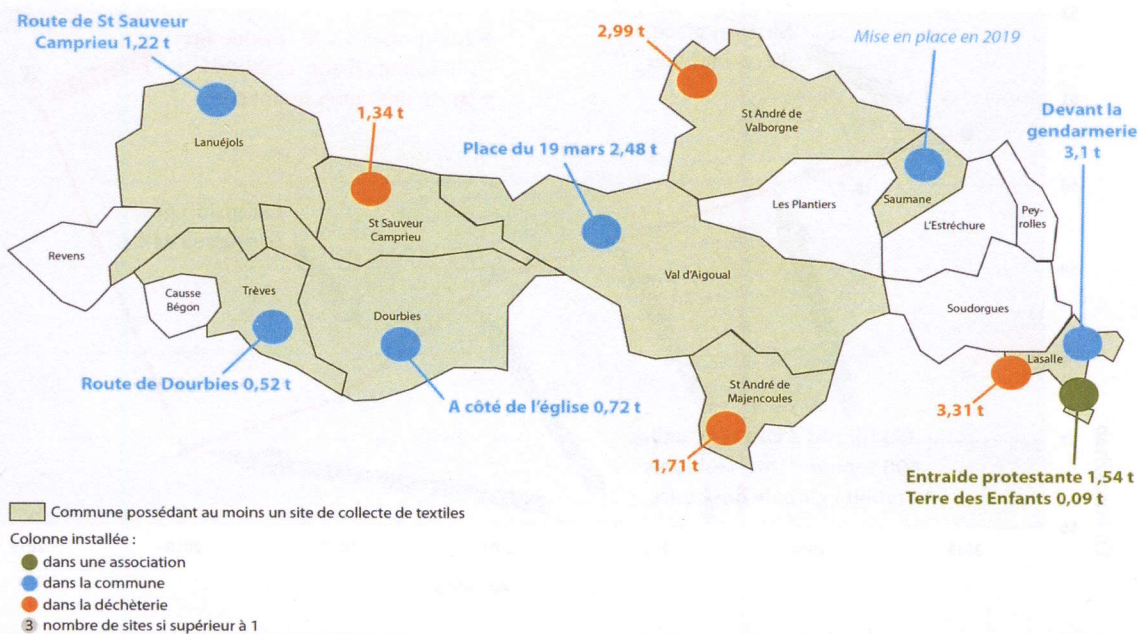 Route de St Sauveur
Camprieu 1,22 t
2,99 t
Mise en place en 2019
Devant la
gendarmerie
3,1 t
1,34 t
Place du 19 mars 2,48 t
St André de
Valborgne
Lanuéjols
St Sauveur
Camprieu
Les Plantiers
Saumane
L'Estréchure
Pey-
rolles
Revens
Causse
Bégon
Trèves
Dourbies
Val d'Aigoual
Soudorgues
Lasalle
Route de Dourbies 0,52 t
A côté de l'église 0,72 t
St André de
Majencoules
1,71 t
3,31 t
Entraide protestante 1,54 t
Terre des Enfants 0,09 t
Commune possédant au moins un site de collecte de textiles
Colonne installée :
dans une association
dans la commune
dans la déchèterie
3 nombre de sites si supérieur à 1